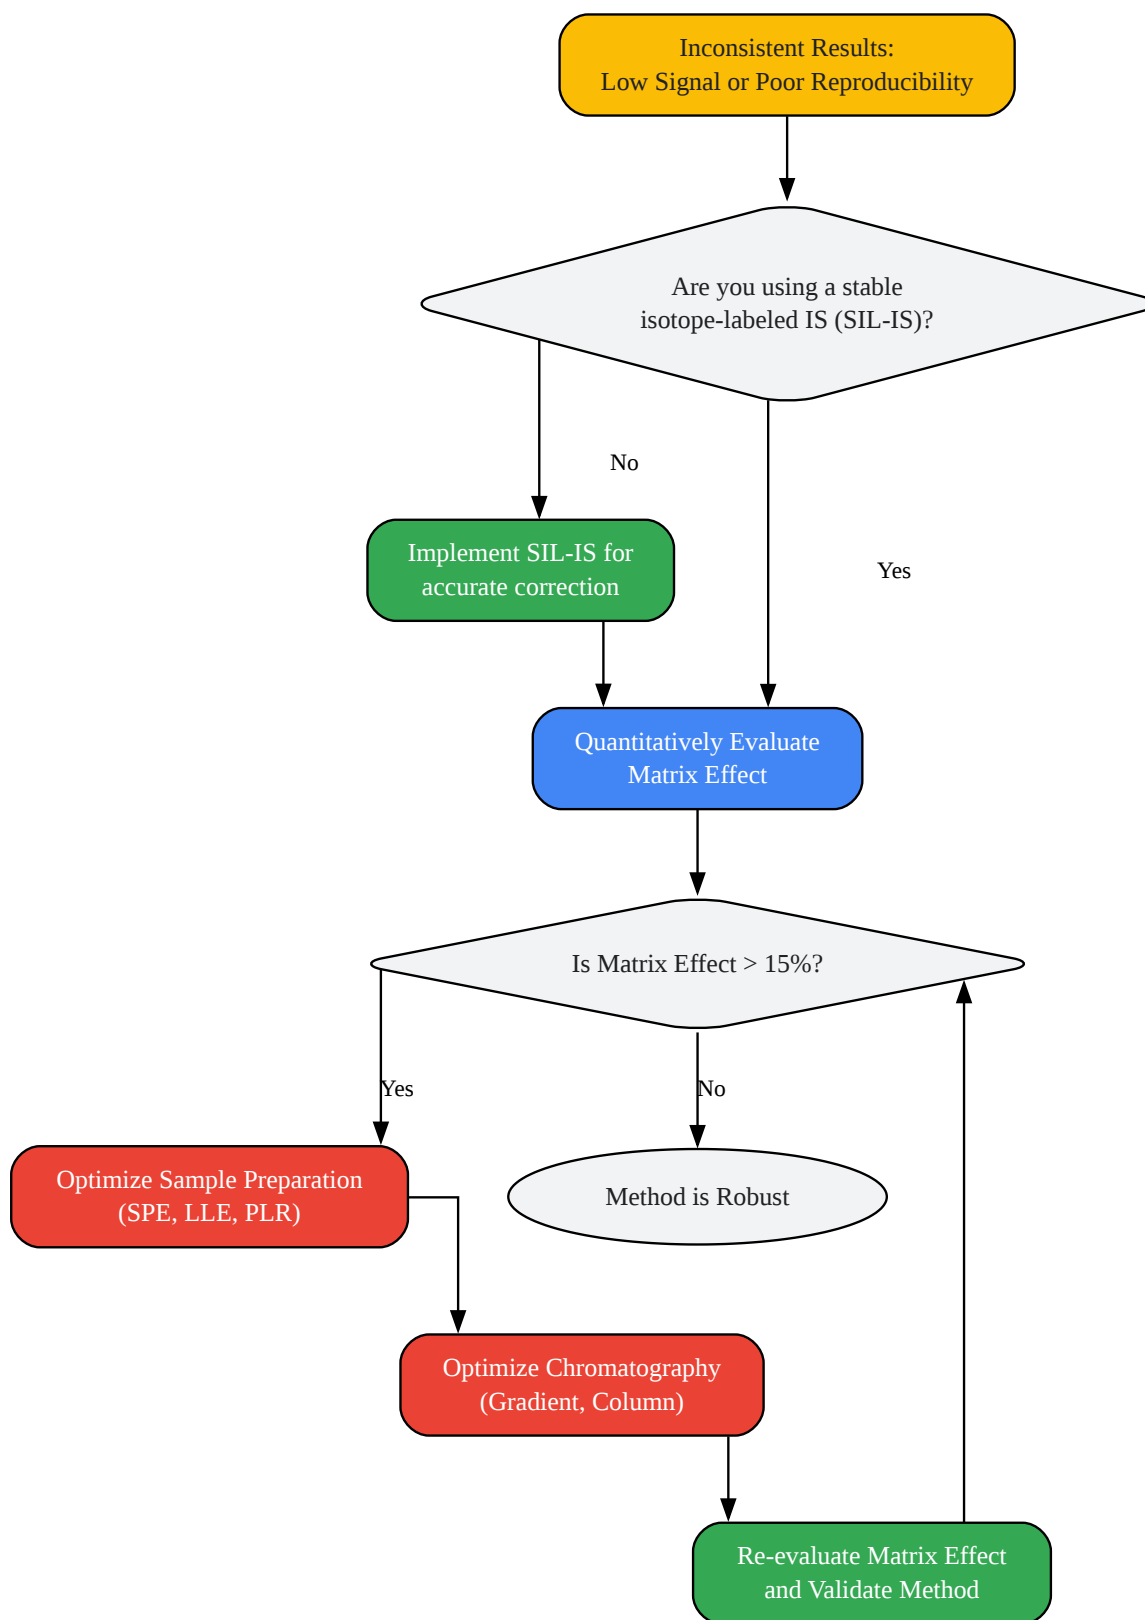 Inconsistent Results:
Low Signal or Poor Reproducibility
Are you using a stable
isotope-labeled IS (SIL-IS)?
No
Implement SIL-IS for
accurate correction
Yes
Quantitatively Evaluate
Matrix Effect
Is Matrix Effect > 15%?
Yes
No
Optimize Sample Preparation
(SPE, LLE, PLR)
Method is Robust
Optimize Chromatography
(Gradient, Column)
Re-evaluate Matrix Effect
and Validate Method